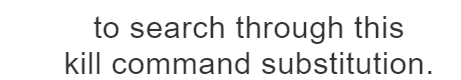 to search through this
kill command substitution.